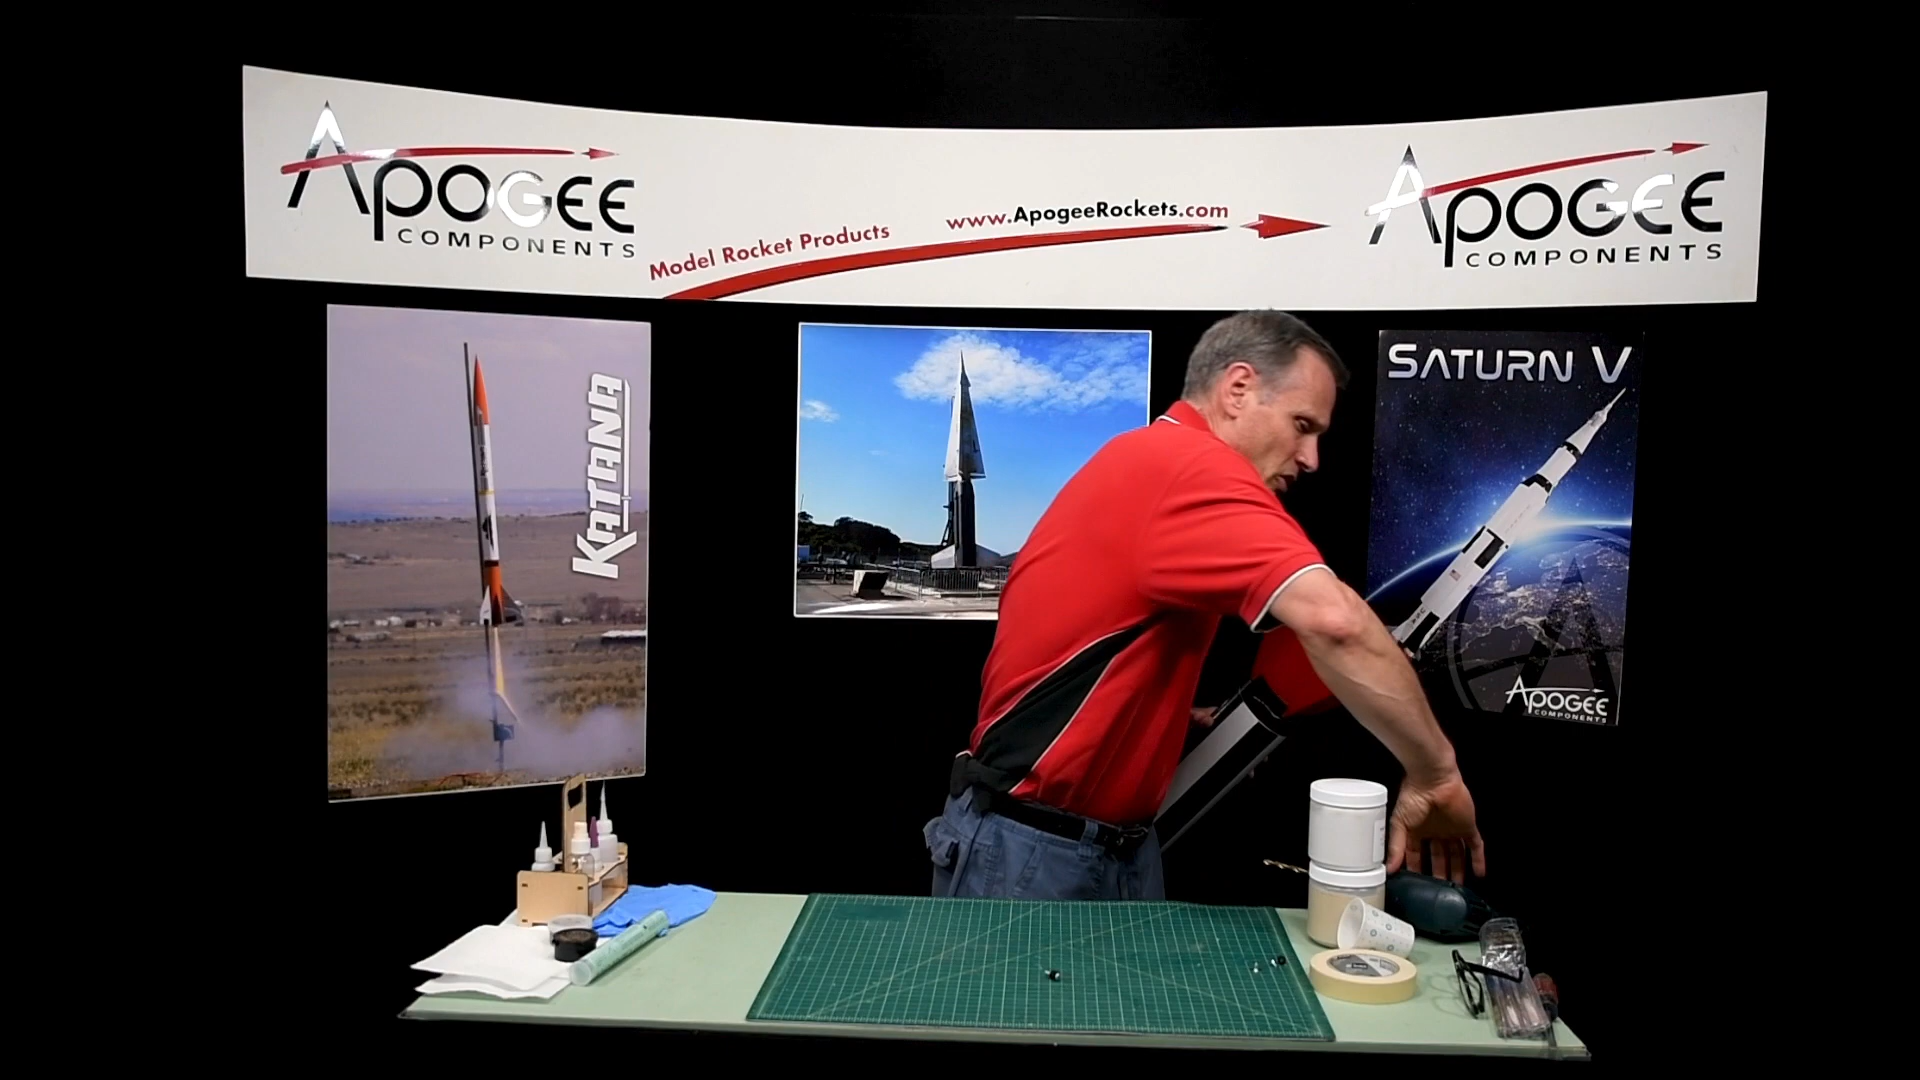 APOGEE
COMPONENTS
Model Rocket Products
www.ApogeeRockets.com
APOGEE
COMPONENTS
KATANA
SATURN V
APOGEE
COMPONENTS